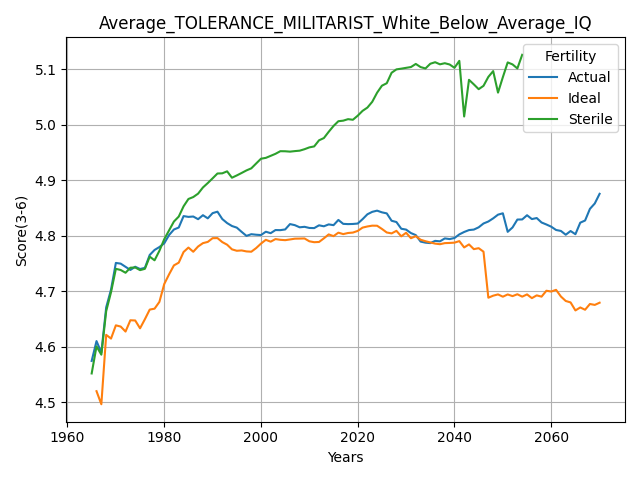 Average_TOLERANCE_MILITARIST_White_Below_Average_IQ
Fertility
Actual
Ideal
Sterile
Score(3-6)
5.1
5.0
4.9
4.8
4.7
4.6
4.5
1960 1980 2000 2020 2040 2060
Years